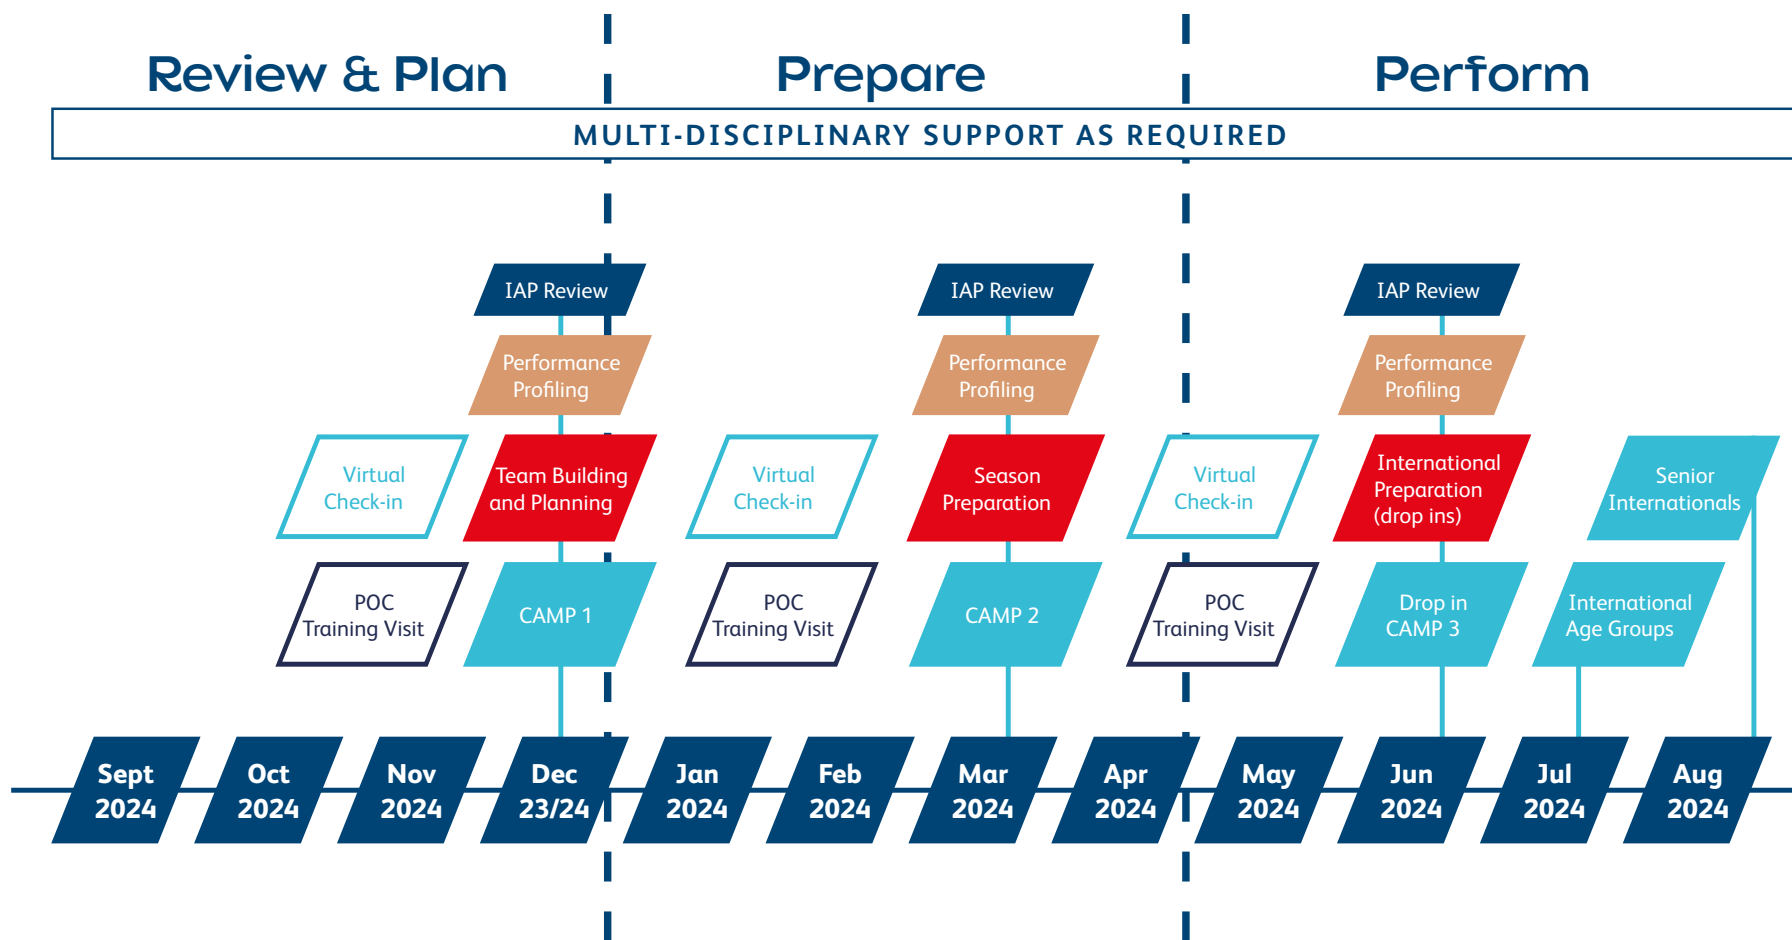 Review & Plan
Prepare
Perform
MULTI-DISCIPLINARY SUPPORT AS REQUIRED
IAP Review
IAP Review
IAP Review
Performance
Profiling
Performance
Profiling
Performance
Profiling
Virtual
Check-in
Team Building
and Planning
Virtual
Check-in
Season
Preparation
Virtual
Check-in
International
Preparation
(drop ins)
Senior
Internationals
POC
Training Visit
CAMP 1
POC
Training Visit
CAMP 2
POC
Training Visit
Drop in
CAMP 3
International
Age Groups
Sept
2024
Oct
2024
Nov
2024
Dec
23/24
Jan
2024
Feb
2024
Mar
2024
Apr
2024
May
2024
Jun
2024
Jul
2024
Aug
2024